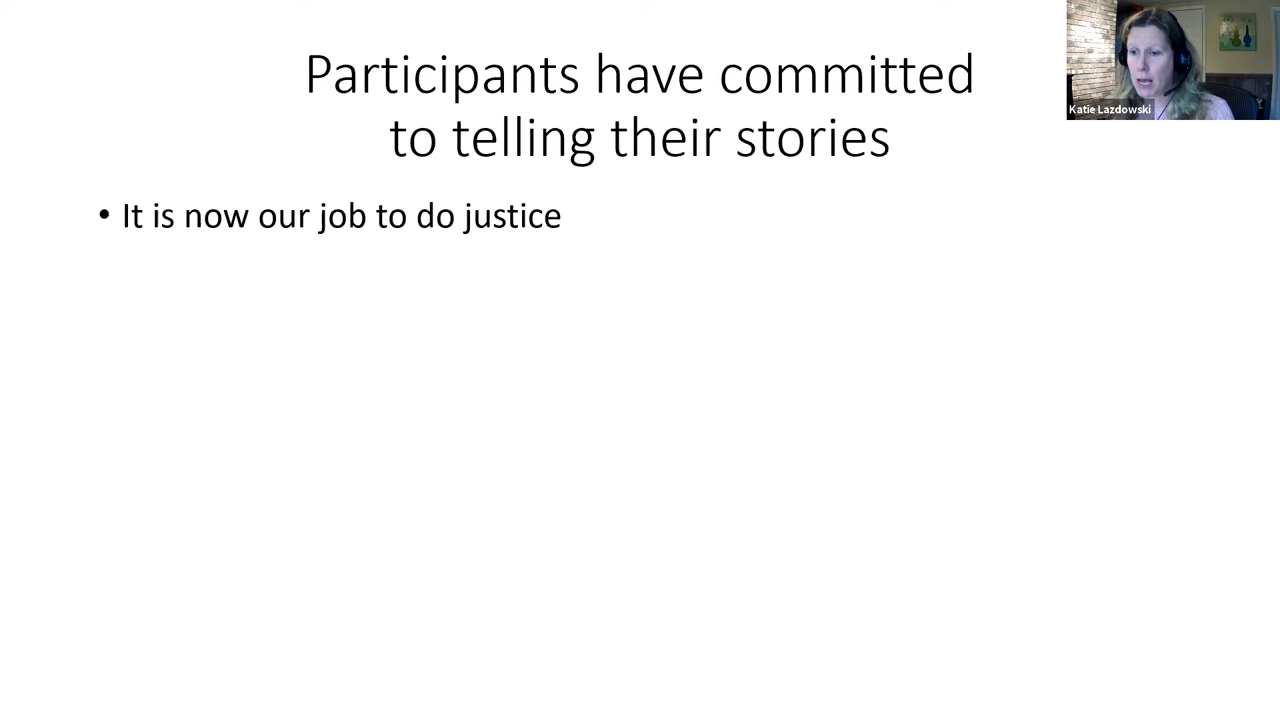 Participants have committed
to telling their stories
• It is now our job to do justice
Katie Lazdowski